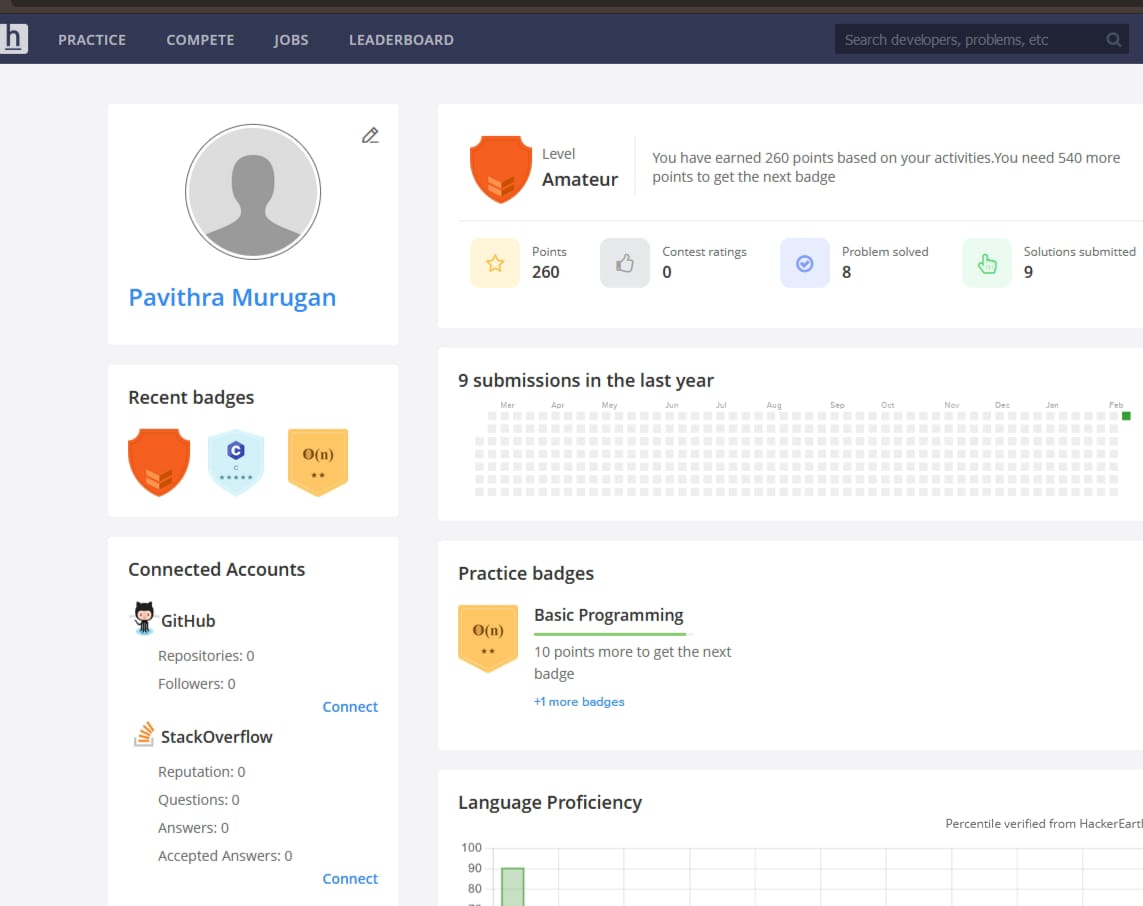 h
PRACTICE COMPETE JOBS LEADERBOARD
Search developers, problems, etc
Pavithra Murugan
Level
Amateur
You have earned 260 points based on your activities.You need 540 more
points to get the next badge
Points
260
Contest ratings
0
Problem solved
8
Solutions submitted
9
Recent badges
C
C
O(n)
9 submissions in the last year
Mar Apr May Jun Jul Aug Sep Oct Nov Dec Jan Feb
Connected Accounts
GitHub
Repositories: 0
Followers: 0
Connect
StackOverflow
Reputation: 0
Questions: 0
Answers: 0
Accepted Answers: 0
Connect
Practice badges
O(n)
Basic Programming
10 points more to get the next
badge
+1 more badges
Language Proficiency
Percentile verified from HackerEart
100
90
80